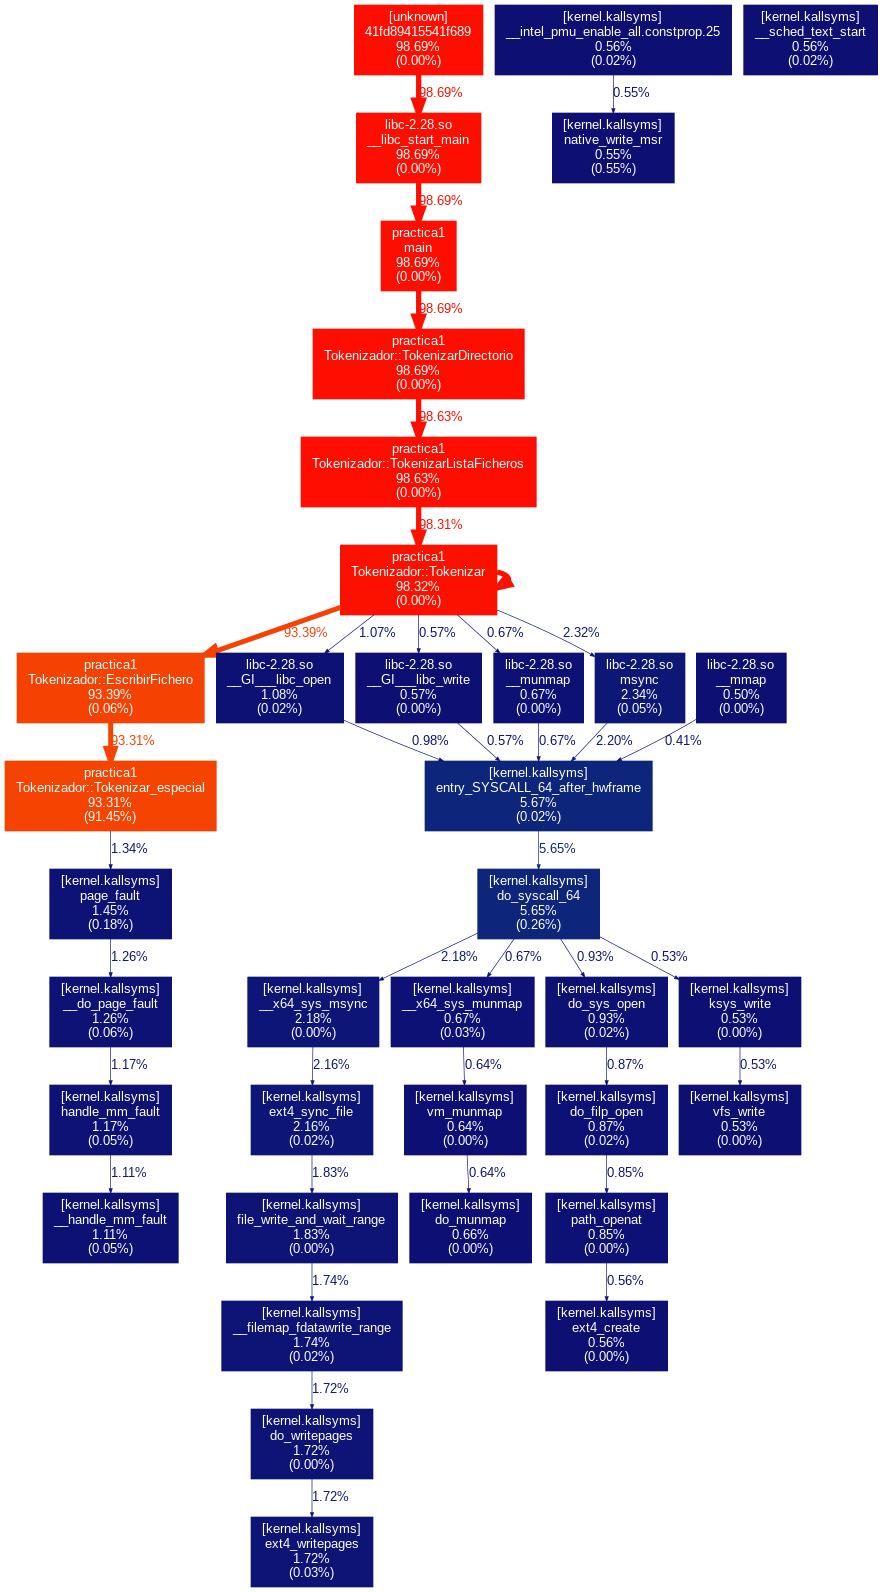 [unknown]
41fd89415541f689
98.69%
(0.00%)
[kernel.kallsyms]
__intel_pmu_enable_all.constprop.25
0.56%
(0.02%)
[kernel.kallsyms]
__sched_text_start
0.56%
(0.02%)
98.69%
0.55%
libc-2.28.so
__libc_start_main
98.69%
(0.00%)
[kernel.kallsyms]
native_write_msr
0.55%
(0.55%)
98.69%
practica1
main
98.69%
(0.00%)
98.69%
practica1
Tokenizador::TokenizarDirectorio
98.69%
(0.00%)
98.63%
practica1
Tokenizador::TokenizarListaFicheros
98.63%
(0.00%)
98.31%
practica1
Tokenizador::Tokenizar
98.32%
(0.00%)
93.39%
1.07%
0.57%
0.67%
2.32%
practica1
Tokenizador::EscribirFichero
93.39%
(0.06%)
libc-2.28.so
__GI___libc_open
1.08%
(0.02%)
libc-2.28.so
__GI___libc_write
0.57%
(0.00%)
libc-2.28.so
__munmap
0.67%
(0.00%)
libc-2.28.so
msync
2.34%
(0.05%)
libc-2.28.so
__mmap
0.50%
(0.00%)
93.31%
0.98%
0.57%
0.67%
2.20%
0.41%
practica1
Tokenizador::Tokenizar_especial
93.31%
(91.45%)
[kernel.kallsyms]
entry_SYSCALL_64_after_hwframe
5.67%
(0.02%)
1.34%
5.65%
[kernel.kallsyms]
page_fault
1.45%
(0.18%)
[kernel.kallsyms]
do_syscall_64
5.65%
(0.26%)
1.26%
2.18%
0.67%
0.93%
0.53%
[kernel.kallsyms]
__do_page_fault
1.26%
(0.06%)
[kernel.kallsyms]
__x64_sys_msync
2.18%
(0.00%)
[kernel.kallsyms]
__x64_sys_munmap
0.67%
(0.03%)
[kernel.kallsyms]
do_sys_open
0.93%
(0.02%)
[kernel.kallsyms]
ksys_write
0.53%
(0.00%)
1.17%
2.16%
0.64%
0.87%
0.53%
[kernel.kallsyms]
handle_mm_fault
1.17%
(0.05%)
[kernel.kallsyms]
ext4_sync_file
2.16%
(0.02%)
[kernel.kallsyms]
vm_munmap
0.64%
(0.00%)
[kernel.kallsyms]
do_filp_open
0.87%
(0.02%)
[kernel.kallsyms]
vfs_write
0.53%
(0.00%)
1.11%
1.83%
0.64%
0.85%
[kernel.kallsyms]
__handle_mm_fault
1.11%
(0.05%)
[kernel.kallsyms]
file_write_and_wait_range
1.83%
(0.00%)
[kernel.kallsyms]
do_munmap
0.66%
(0.00%)
[kernel.kallsyms]
path_openat
0.85%
(0.00%)
1.74%
0.56%
[kernel.kallsyms]
__filemap_fdatawrite_range
1.74%
(0.02%)
[kernel.kallsyms]
ext4_create
0.56%
(0.00%)
1.72%
[kernel.kallsyms]
do_writepages
1.72%
(0.00%)
1.72%
[kernel.kallsyms]
ext4_writepages
1.72%
(0.03%)